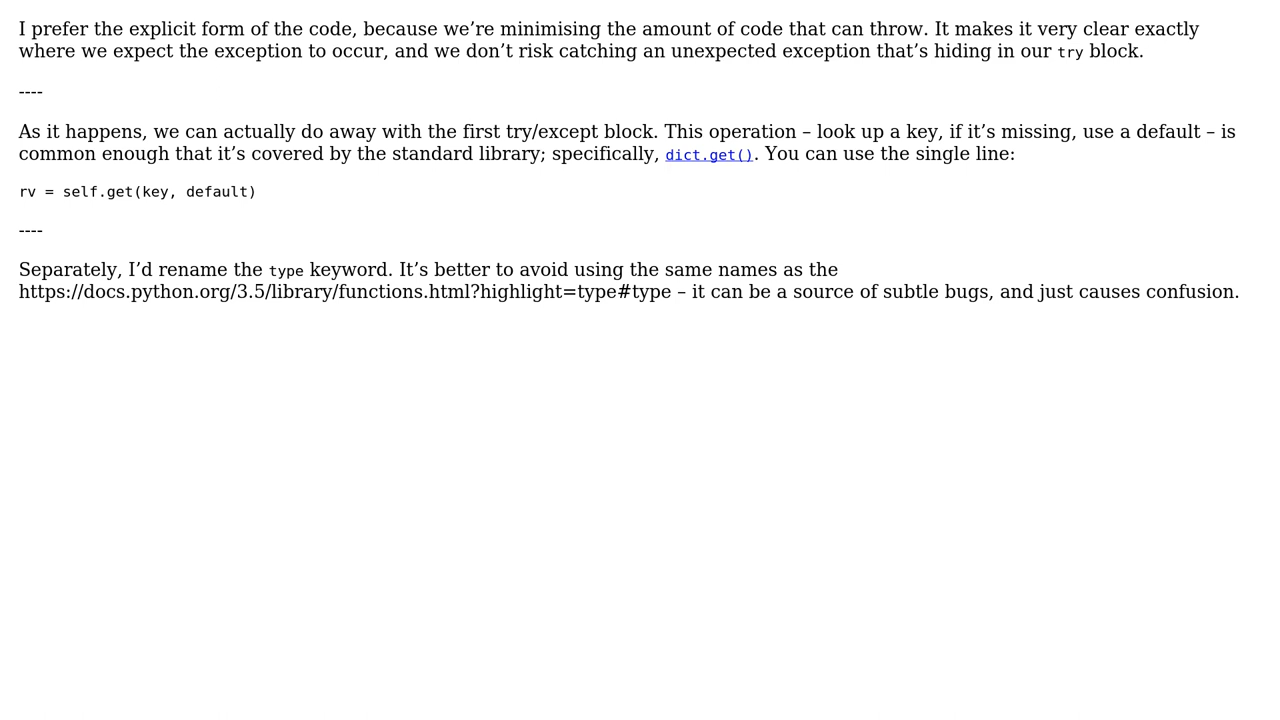 I prefer the explicit form of the code, because we’re minimising the amount of code that can throw. It makes it very clear exactly
where we expect the exception to occur, and we don’t risk catching an unexpected exception that’s hiding in our try block.
----
As it happens, we can actually do away with the first try/except block. This operation – look up a key, if it’s missing, use a default – is
common enough that it’s covered by the standard library; specifically, dict.get(). You can use the single line:
rv = self.get(key, default)
----
Separately, I’d rename the type keyword. It’s better to avoid using the same names as the
https://docs.python.org/3.5/library/functions.html?highlight=type#type – it can be a source of subtle bugs, and just causes confusion.